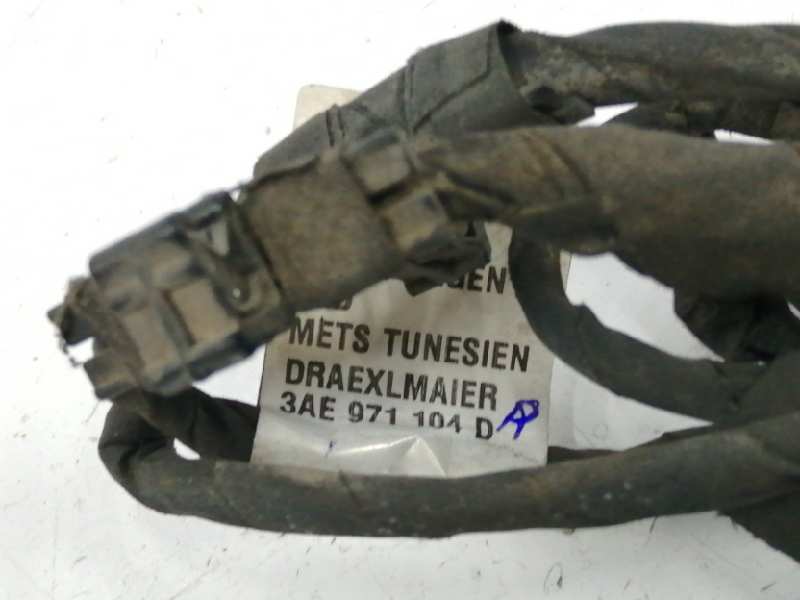 METS TUNESIEN
DRAEXLMAIER
3AE 971 104 D